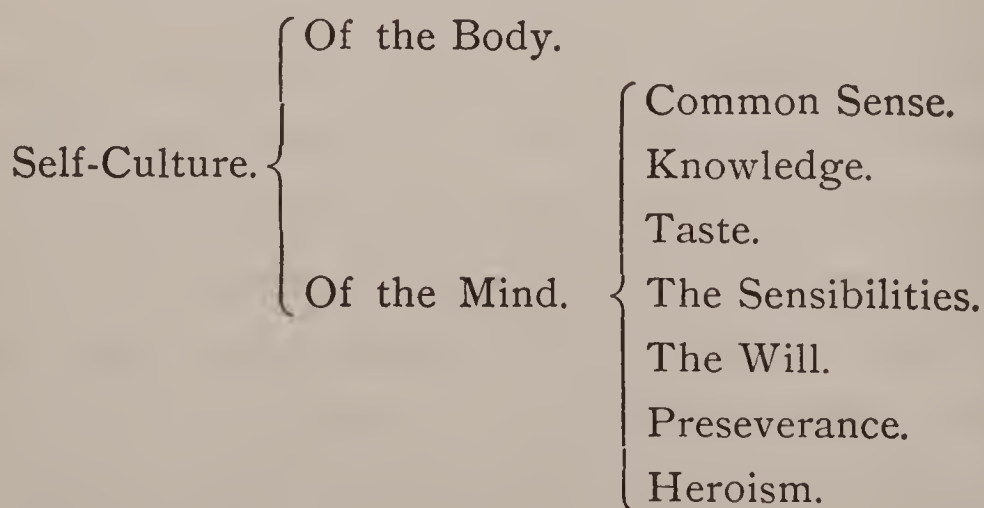 Of the Body.
Common Sense.
Self-Culture.
Knowledge.
Taste.
Of the Mind.
The Sensibilities.
The Will.
Preseverance.
Heroism.